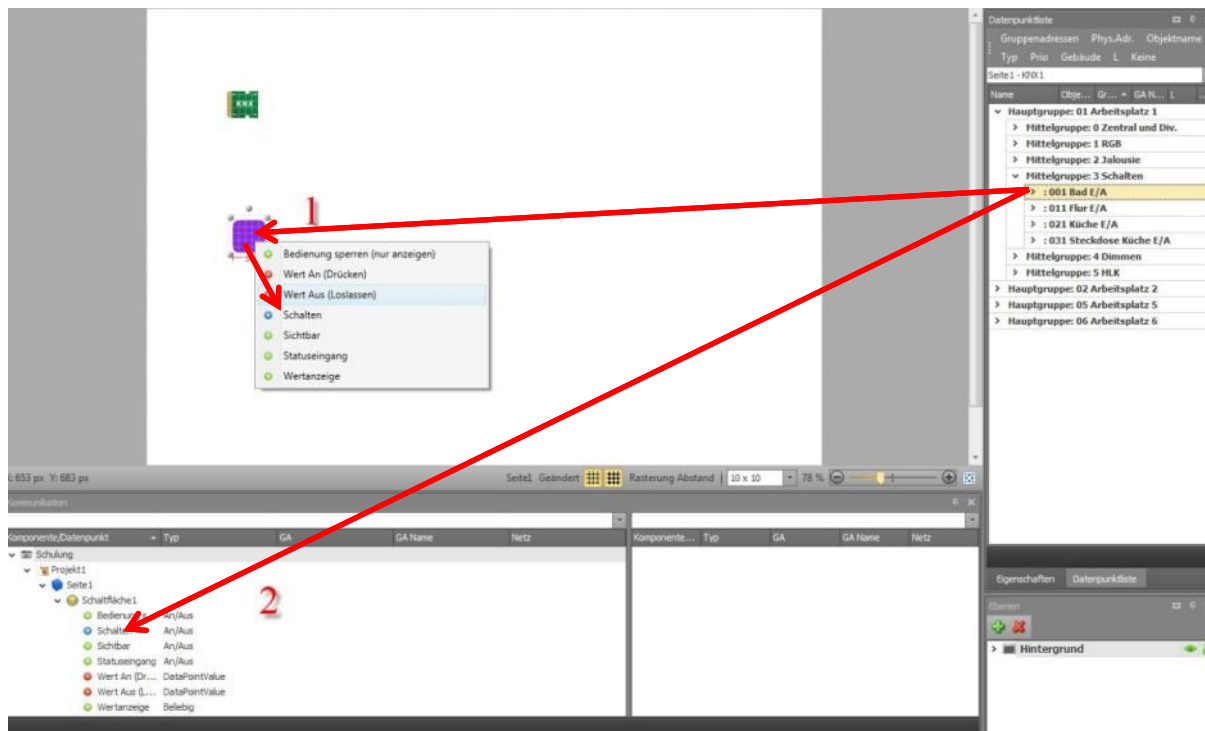 Datenpunktliste
Gruppenadressen Phys.Adr. Objektname
Typ Prio Gebäude L Keine
Seite1 - KNX1
Name Obje... Gr... GA N... L ...
Hauptgruppe: 01 Arbeitsplatz 1
Mittelgruppe: 0 Zentral und Div.
Mittelgruppe: 1 RGB
Mittelgruppe: 2 Jalousie
Mittelgruppe: 3 Schalten
: 001 Bad E/A
: 011 Flur E/A
: 021 Küche E/A
: 031 Steckdose Küche E/A
Mittelgruppe: 4 Dimmen
Mittelgruppe: 5 HLK
Hauptgruppe: 02 Arbeitsplatz 2
Hauptgruppe: 05 Arbeitsplatz 5
Hauptgruppe: 06 Arbeitsplatz 6
KNX
1
Bedienung sperren (nur anzeigen)
Wert An (Drücken)
Wert Aus (Loslassen)
Schalten
Sichtbar
Statuseingang
Wertanzeige
: 653 px Y: 683 px
Seite1 Geändert Rasterung Abstand 10 x 10 78 %
Kommunikation
Komponente/Datenpunkt Typ GA GA Name Netz
Komponente... Typ GA GA Name Netz
Schulung
Projekt1
Seite1
Schaltfläche1
2
An/Aus
Schalten An/Aus
Sichtbar An/Aus
Statuseingang An/Aus
Wert An (Dr... DataPointValue
Wert Aus (L... DataPointValue
Wertanzeige Beliebig
Eigenschaften Datenpunktliste
Ebenen
Hintergrund